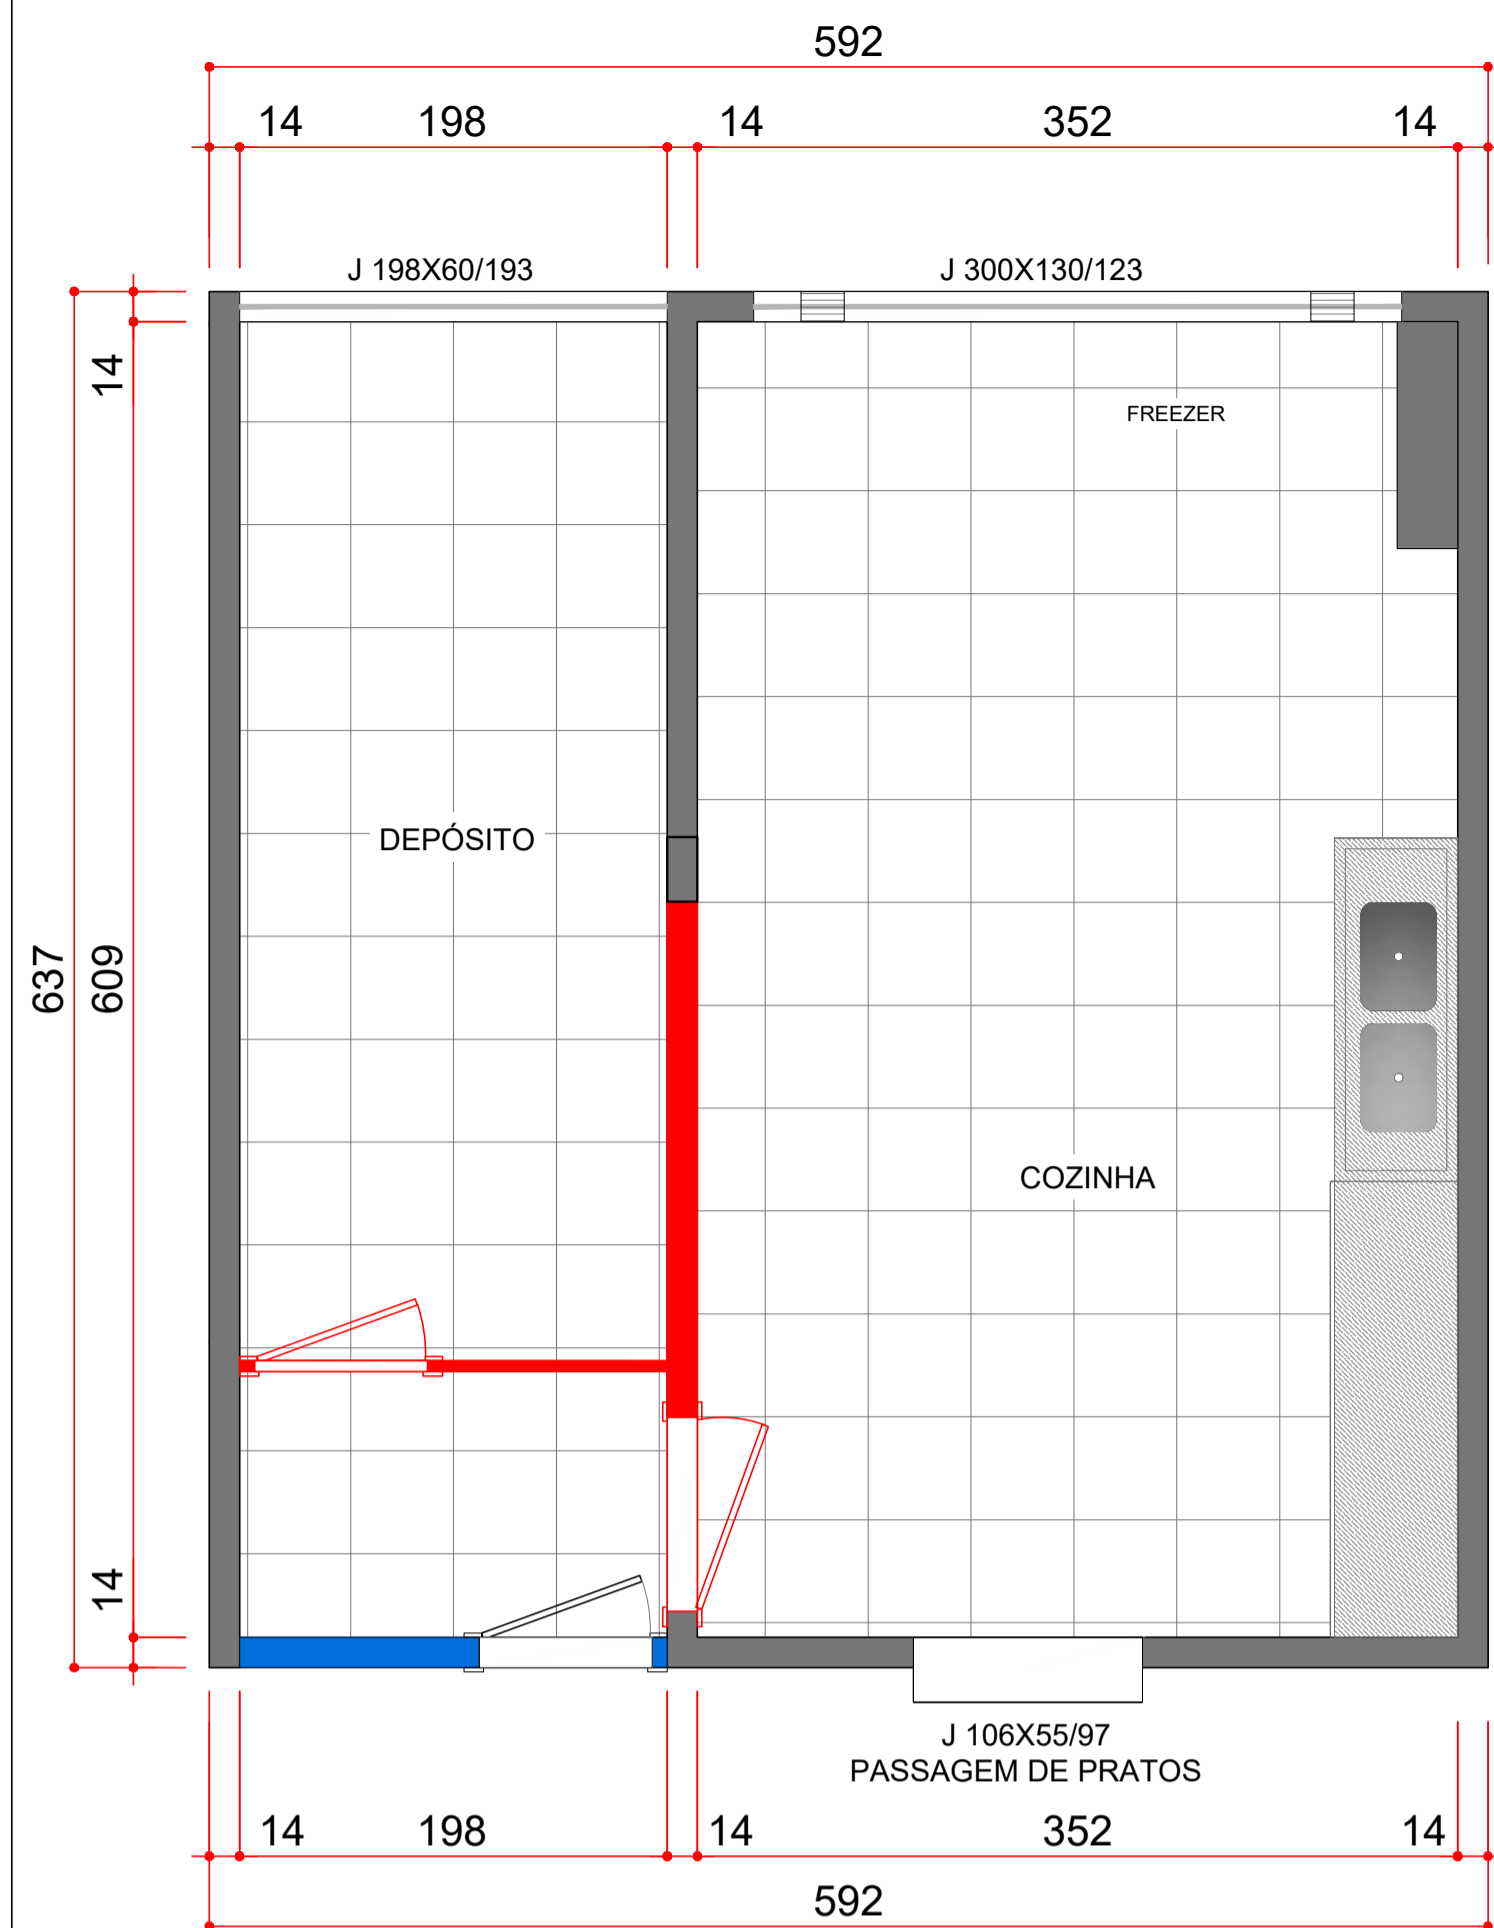 592
14 198 14 352 14
J 198X60/193 J 300X130/123
14
FREEZER
DEPÓSITO
637 609
COZINHA
14
J 106X55/97
PASSAGEM DE PRATOS
14 198 14 352 14
592